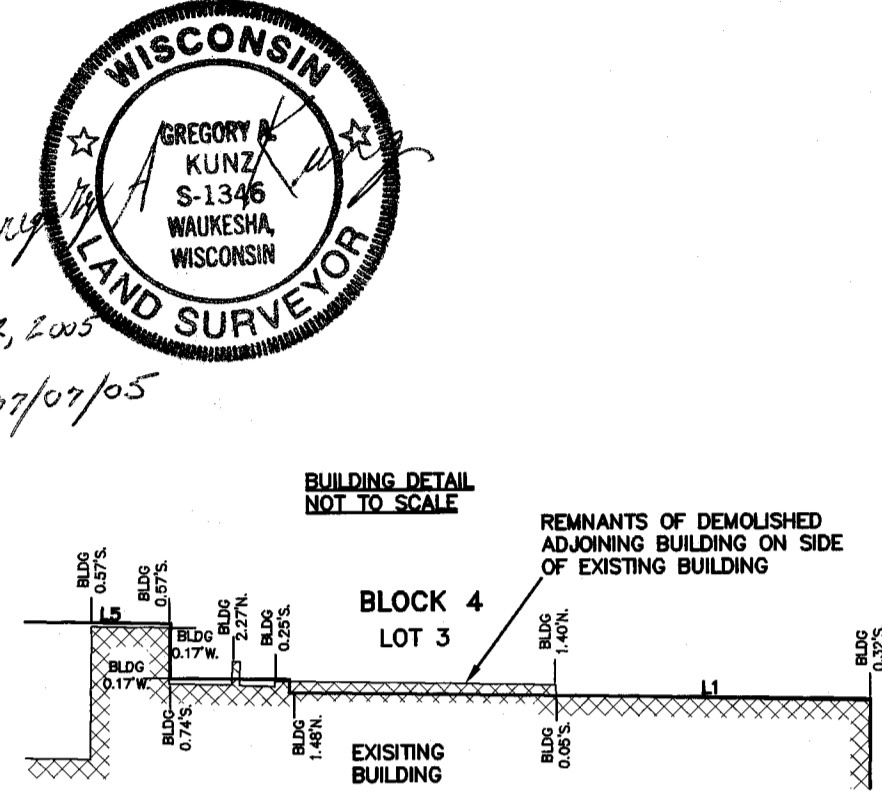 WISCONSIN
GREGORY A.
KUNZ
S-1346
WAUKESHA,
WISCONSIN
LAND SURVEYOR
2, 2005
07/07/05
BUILDING DETAIL
NOT TO SCALE
REMNANTS OF DEMOLISHED
ADJOINING BUILDING ON SIDE
OF EXISTING BUILDING
BLOCK 4
LOT 3
BLDG
0.57'S.
BLDG
0.57'S.
L5
BLDG
0.17'W.
BLDG
2.27'N.
BLDG
0.25'S.
BLDG
1.40'N.
BLDG
0.32'S.
BLDG
0.17'W.
L1
BLDG
0.74'S.
BLDG
1.48'N.
BLDG
0.05'S.
EXISITING
BUILDING